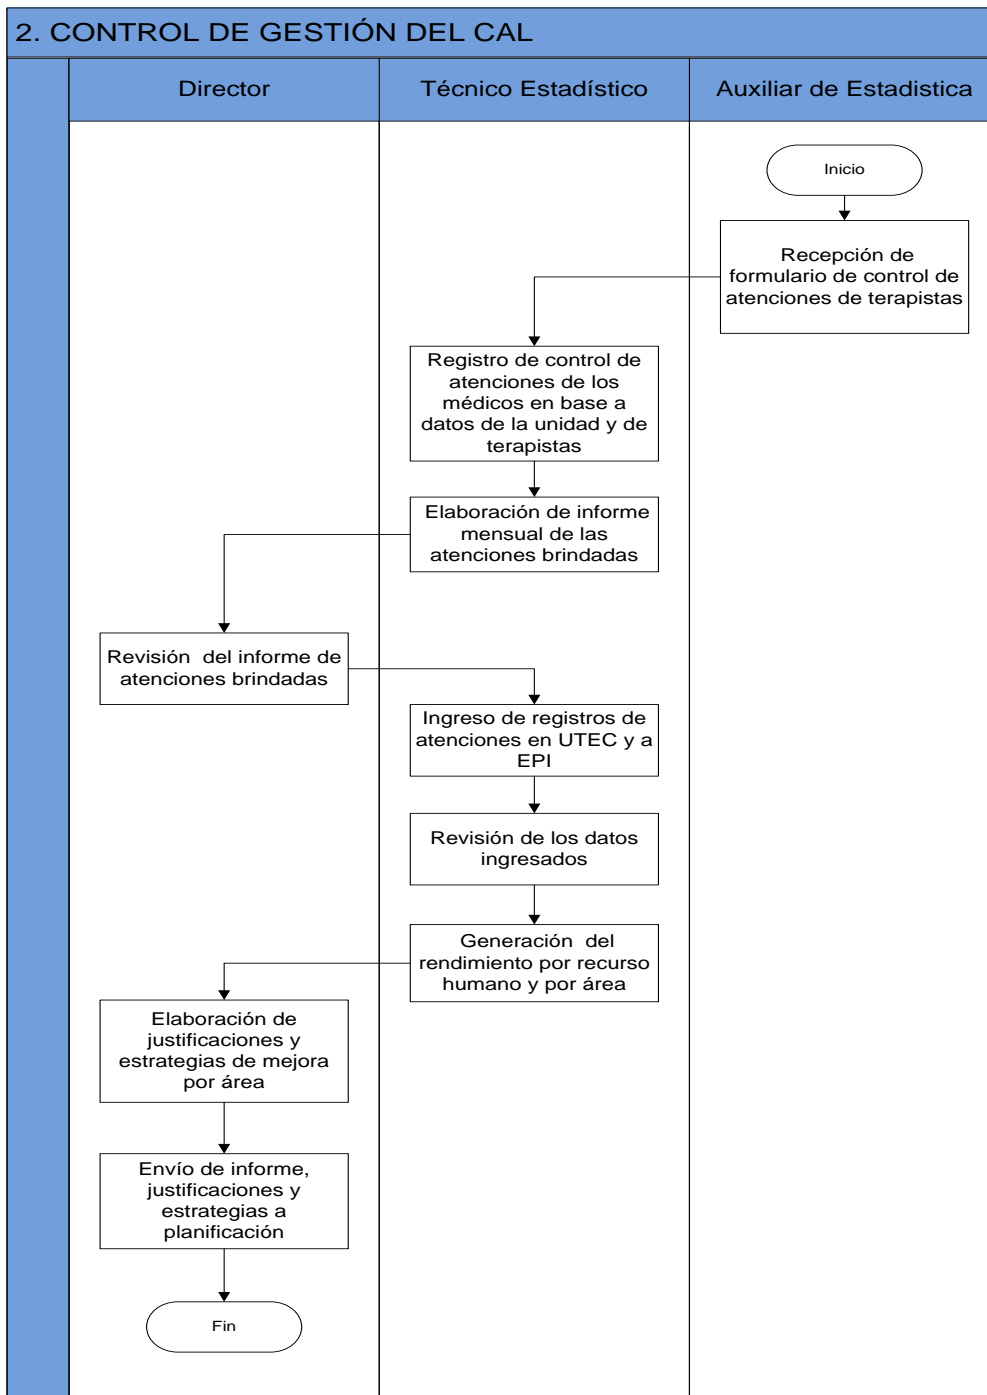 2. CONTROL DE GESTIÓN DEL CAL
Director
Técnico Estadístico
Auxiliar de Estadistica
Inicio
Recepción de
formulario de control de
atenciones de terapistas
Registro de control de
atenciones de los
médicos en base a
datos de la unidad y de
terapistas
Elaboración de informe
mensual de las
atenciones brindadas
Revisión del informe de
atenciones brindadas
Ingreso de registros de
atenciones en UTEC y a
EPI
Revisión de los datos
ingresados
Generación del
rendimiento por recurso
humano y por área
Elaboración de
justificaciones y
estrategias de mejora
por área
Envío de informe,
justificaciones y
estrategias a
planificación
Fin